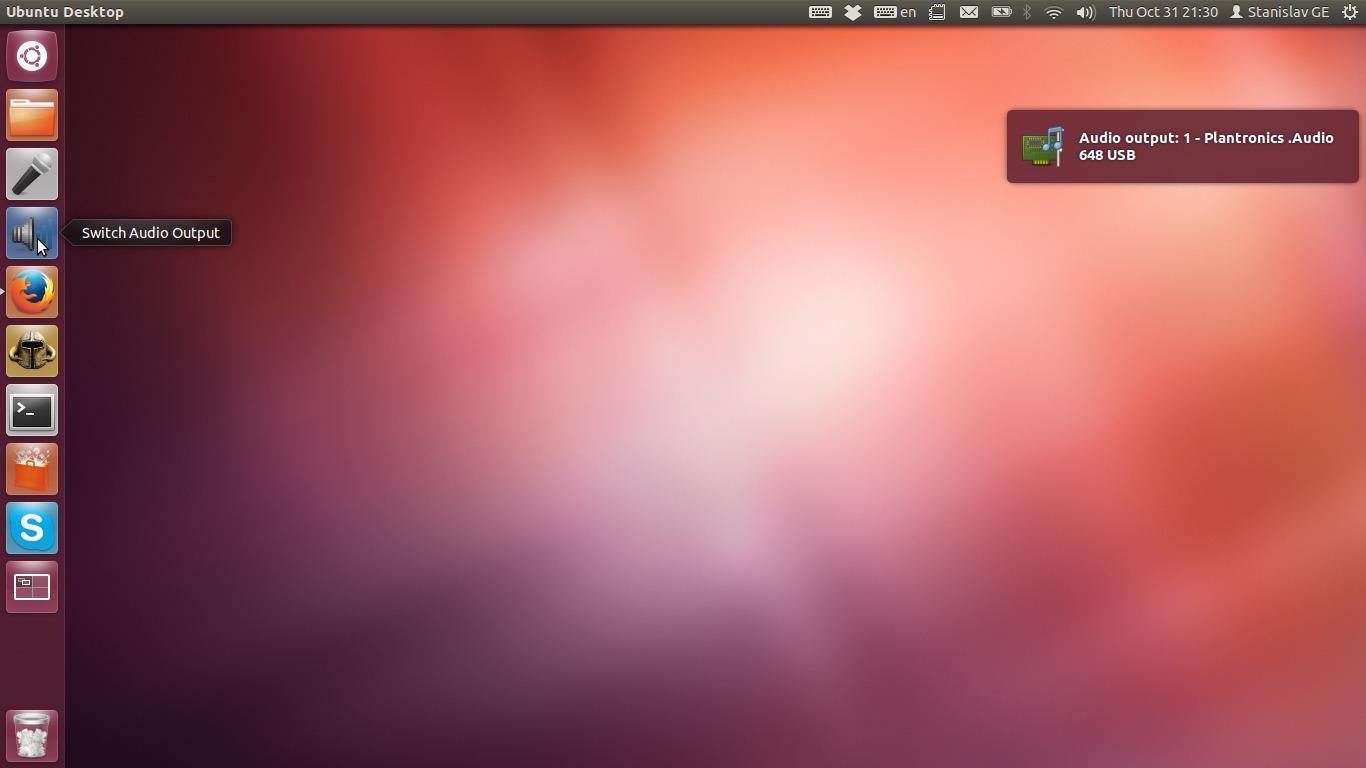 Ubuntu Desktop
en
Thu Oct 31 21:30
Stanislav GE
Audio output: 1 - Plantronics .Audio
648 USB
Switch Audio Output
>_
S